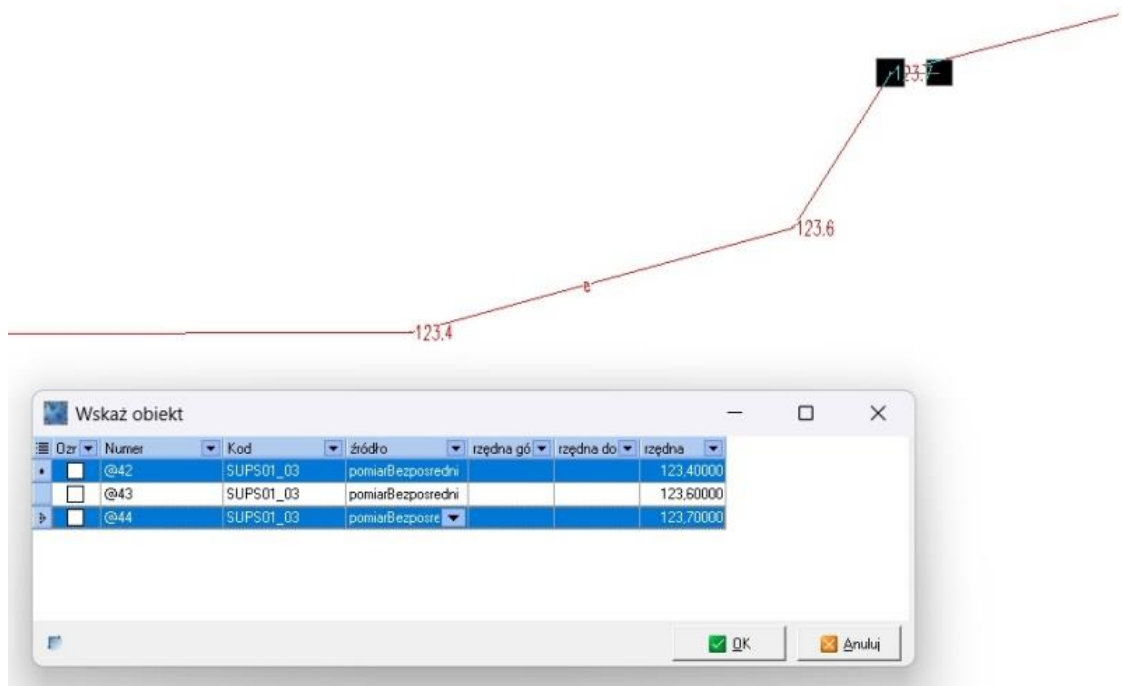 123.7
123.6
e
123.4
Wskaż obiekt
Ozr Numer Kod źródło rzędna gó rzędna do rzędna
@42 SUPS01_03 pomiarBezposredni 123,40000
@43 SUPS01_03 pomiarBezposredni 123,60000
@44 SUPS01_03 pomiarBezposre 123,70000
OK Anuluj